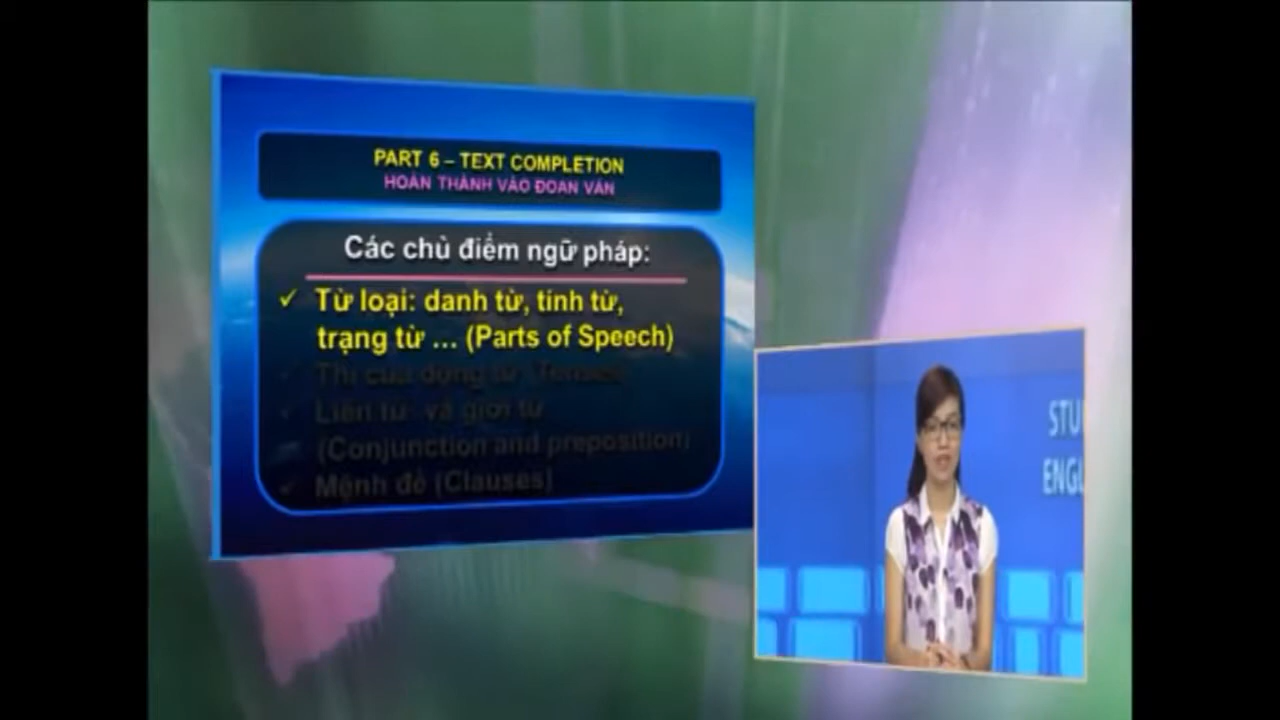 PART 6 – TEXT COMPLETION
HOÀN THÀNH VÀO ĐOẠN VĂN
Các chủ điểm ngữ pháp:
✓ Từ loại: danh từ, tính từ,
trạng từ ... (Parts of Speech)
Thì của động từ Tenses
✓ Liên từ và giới từ
(Conjunction and preposition)
✓ Mệnh đề (Clauses)
STU
ENGL